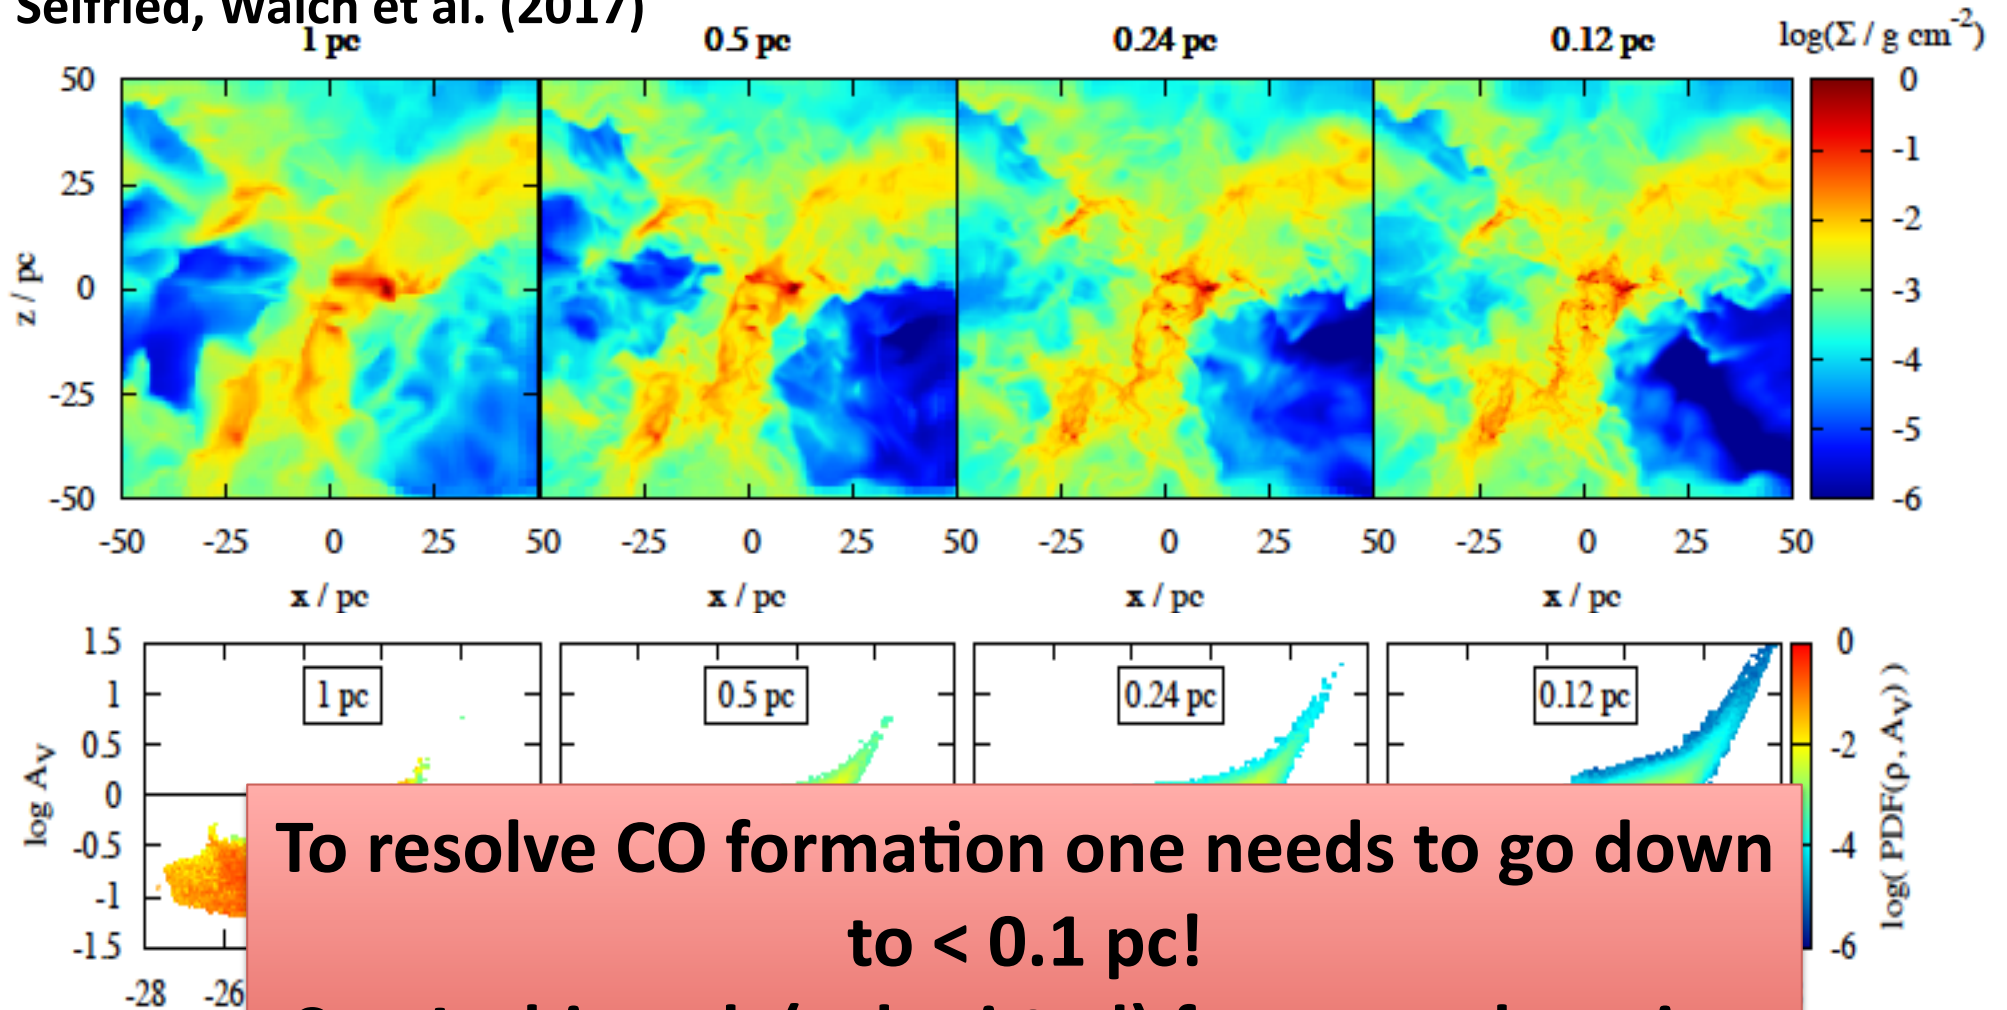 Seifried, Walch et al. (2017)
1 pc 0.5 pc 0.24 pc 0.12 pc log(Σ / g cm⁻²)
50 0
25 -1
0 -2
-25 -3
-50 -4
-5
-6
z / pc
-50 -25 0 25 50 -25 0 25 50 -25 0 25 50 -25 0 25 50
x / pc x / pc x / pc x / pc
1.5 0
1 1 pc 0.5 pc 0.24 pc 0.12 pc
0.5 -2
0
-0.5 -4
-1
-1.5 -6
log Aᵥ
log( PDF(ρ, Aᵥ) )
-28 -26
To resolve CO formation one needs to go down
to < 0.1 pc!